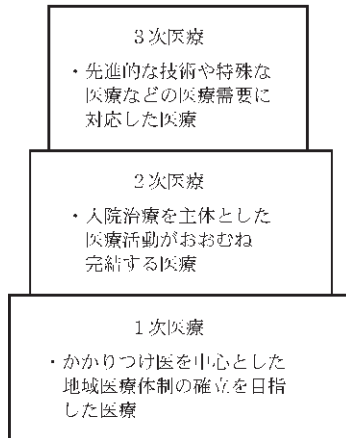 ３次医療
・先進的な技術や特殊な
医療などの医療需要に
対応した医療
２次医療
・入院治療を主体とした
医療活動がおおむね
完結する医療
１次医療
・かかりつけ医を中心とした
地域医療体制の確立を目指
した医療